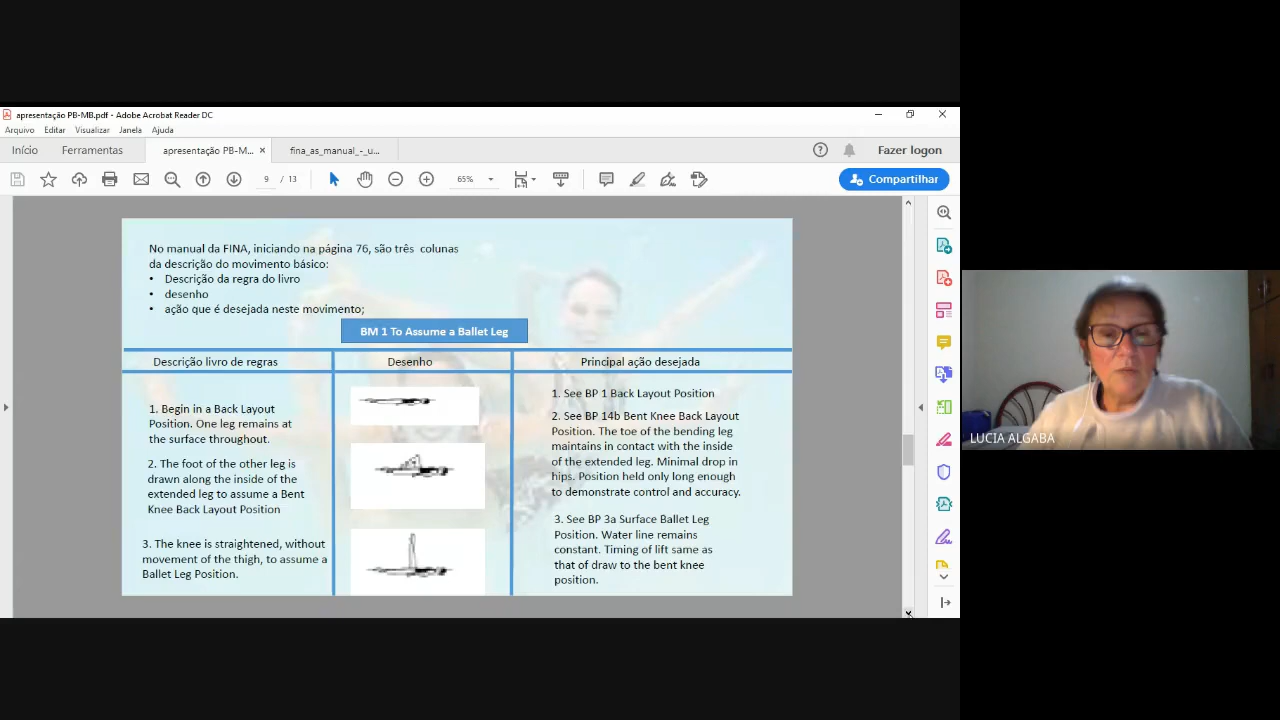 apresentação PB-MB.pdf - Adobe Acrobat Reader DC
Arquivo Editar Visualizar Janela Ajuda
Início Ferramentas apresentação PB-M... × fina_as_manual_-_u... Fazer logon
9 / 13 65% Compartilhar
No manual da FINA, iniciando na página 76, são três colunas
da descrição do movimento básico:
• Descrição da regra do livro
• desenho
• ação que é desejada neste movimento;
BM 1 To Assume a Ballet Leg
Descrição livro de regras
Desenho
Principal ação desejada
1. Begin in a Back Layout
Position. One leg remains at
the surface throughout.
2. The foot of the other leg is
drawn along the inside of the
extended leg to assume a Bent
Knee Back Layout Position
3. The knee is straightened, without
movement of the thigh, to assume a
Ballet Leg Position.
1. See BP 1 Back Layout Position
2. See BP 14b Bent Knee Back Layout
Position. The toe of the bending leg
maintains in contact with the inside
of the extended leg. Minimal drop in
hips. Position held only long enough
to demonstrate control and accuracy.
3. See BP 3a Surface Ballet Leg
Position. Water line remains
constant. Timing of lift same as
that of draw to the bent knee
position.
LUCIA ALGABA